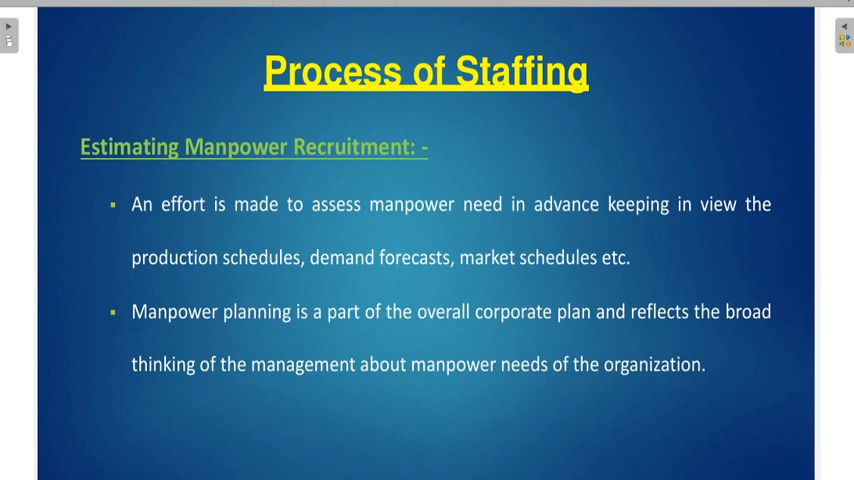 Process of Staffing
Estimating Manpower Recruitment: -
▪ An effort is made to assess manpower need in advance keeping in view the
production schedules, demand forecasts, market schedules etc.
▪ Manpower planning is a part of the overall corporate plan and reflects the broad
thinking of the management about manpower needs of the organization.